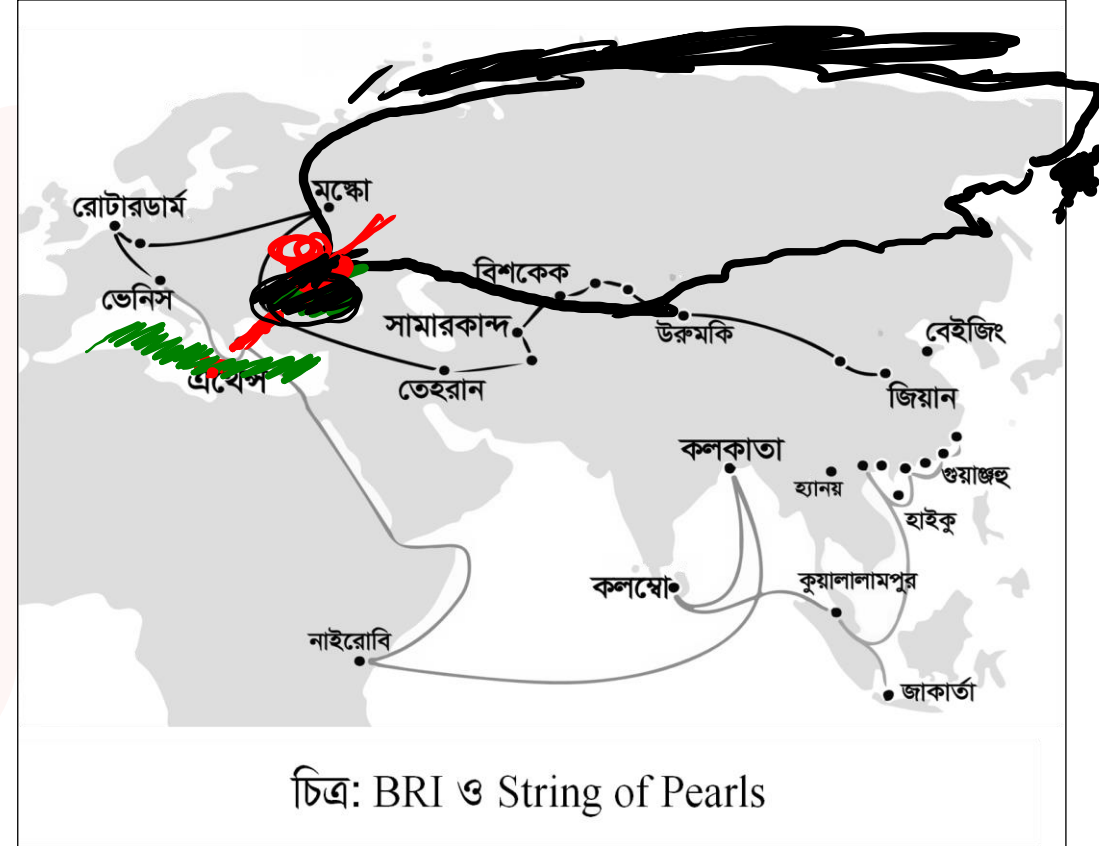 মস্কো
রোটারডার্ম
বিশকেক
ভেনিস
সামারকান্দ
উরুমকি
বেইজিং
এথেন্স
তেহরান
জিয়ান
কলকাতা
হ্যানয়
গুয়াঞ্জহু
হাইকু
কলম্বো
কুয়ালালামপুর
নাইরোবি
জাকার্তা
চিত্র: BRI ও String of Pearls